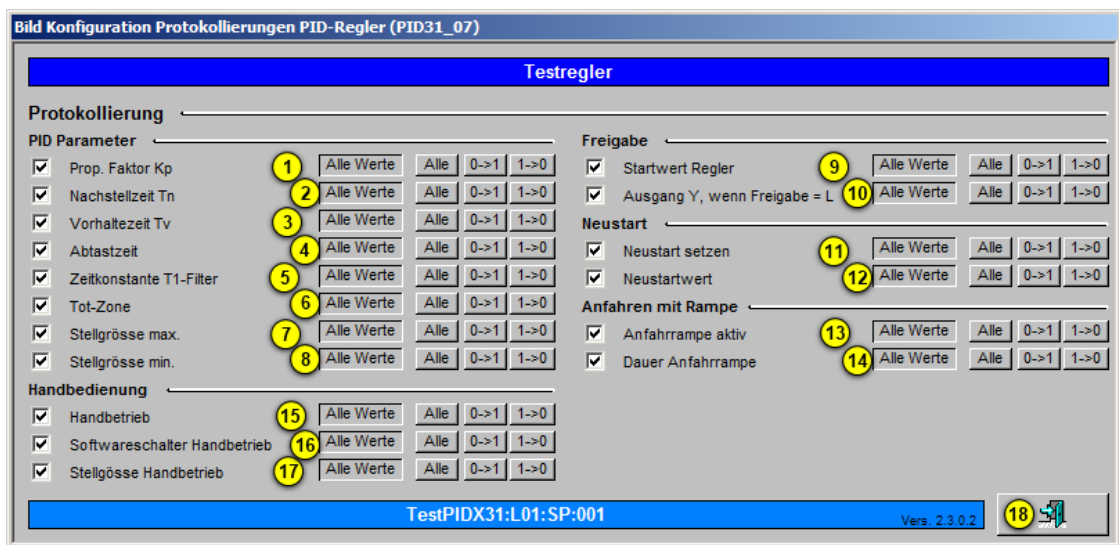 Bild Konfiguration Protokollierungen PID-Regler (PID31_07)
Testregler
Protokollierung
PID Parameter
Prop. Faktor Kp 1 Alle Werte Alle 0->1 1->0
Nachstellzeit Tn 2 Alle Werte Alle 0->1 1->0
Vorhaltezeit Tv 3 Alle Werte Alle 0->1 1->0
Abtastzeit 4 Alle Werte Alle 0->1 1->0
Zeitkonstante T1-Filter 5 Alle Werte Alle 0->1 1->0
Tot-Zone 6 Alle Werte Alle 0->1 1->0
Stellgrösse max. 7 Alle Werte Alle 0->1 1->0
Stellgrösse min. 8 Alle Werte Alle 0->1 1->0
Handbedienung
Handbetrieb 15 Alle Werte Alle 0->1 1->0
Softwareschalter Handbetrieb 16 Alle Werte Alle 0->1 1->0
Stellgösse Handbetrieb 17 Alle Werte Alle 0->1 1->0
Freigabe
Startwert Regler 9 Alle Werte Alle 0->1 1->0
Ausgang Y, wenn Freigabe = L 10 Alle Werte Alle 0->1 1->0
Neustart
Neustart setzen 11 Alle Werte Alle 0->1 1->0
Neustartwert 12 Alle Werte Alle 0->1 1->0
Anfahren mit Rampe
Anfahrrampe aktiv 13 Alle Werte Alle 0->1 1->0
Dauer Anfahrrampe 14 Alle Werte Alle 0->1 1->0
TestPIDX31:L01:SP:001 Vers. 2.3.0.2 18